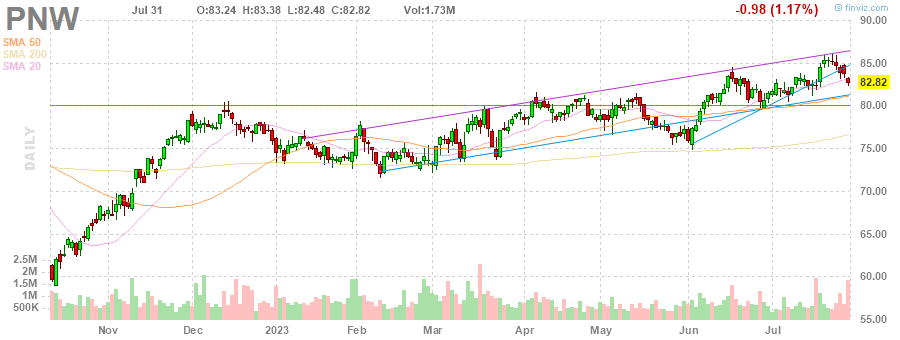 PNW
Jul 31 O:83.24 H:83.38 L:82.48 C:82.82 Vol:1.73M -0.98 (1.17%)
© finviz.com
SMA 50
SMA 200
SMA 20
DAILY
90.00
85.00
82.82
80.00
75.00
70.00
65.00
60.00
55.00
2.5M
2M
1.5M
1M
500K
Nov Dec 2023 Feb Mar Apr May Jun Jul